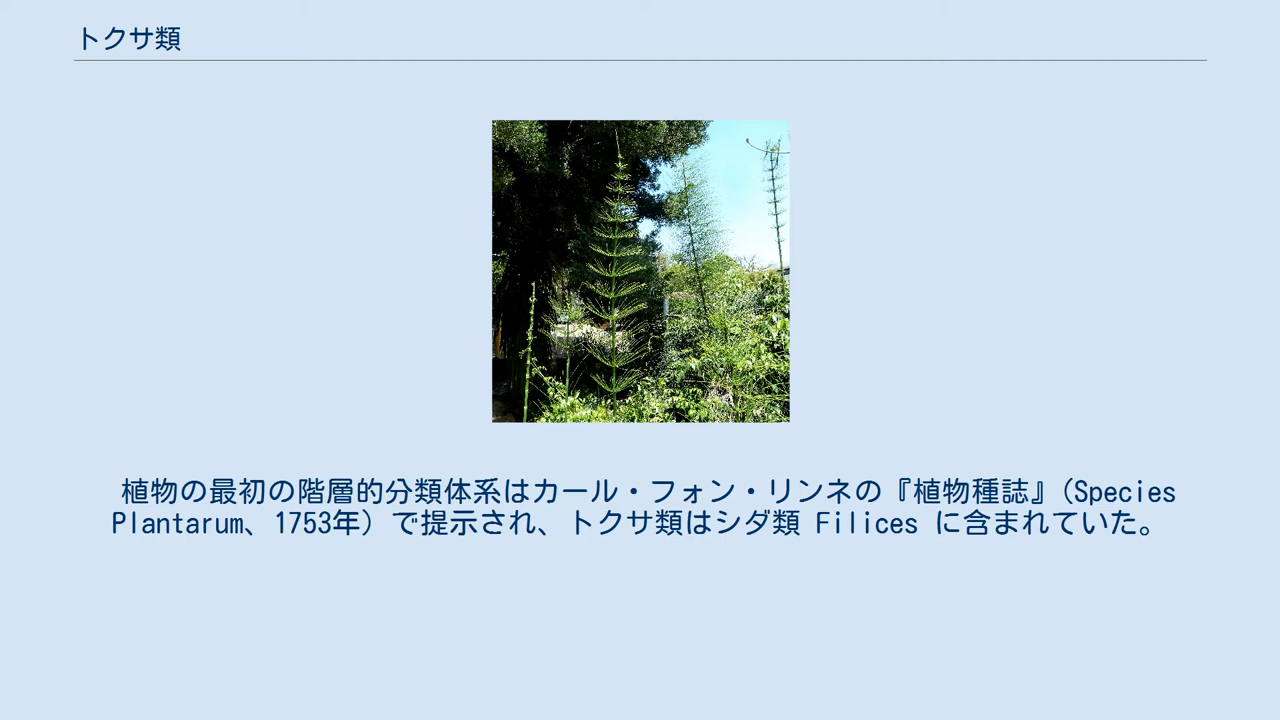 トクサ類
植物の最初の階層的分類体系はカール・フォン・リンネの『植物種誌』(Species
Plantarum、1753年) で提示され、トクサ類はシダ類 Filices に含まれていた。